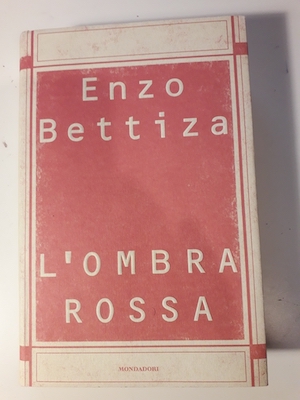 Enzo
Bettiza
L'OMBRA
ROSSA
MONDADORI